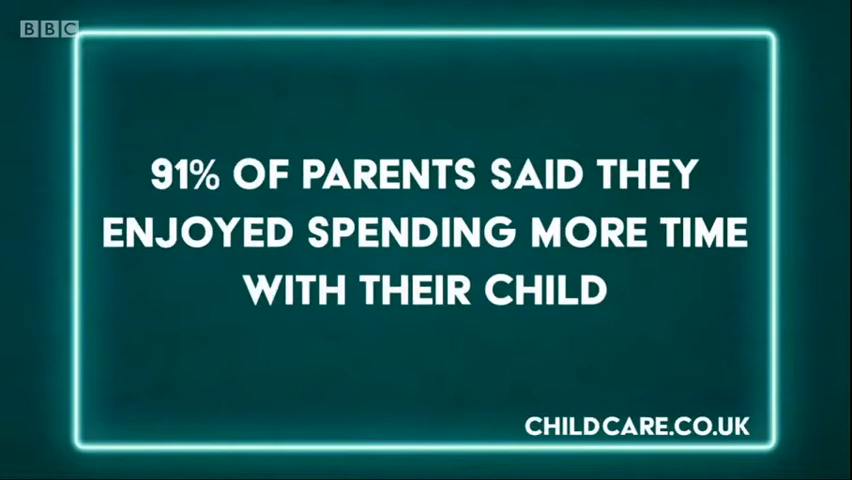 BBC
91% OF PARENTS SAID THEY
ENJOYED SPENDING MORE TIME
WITH THEIR CHILD
CHILDCARE.CO.UK